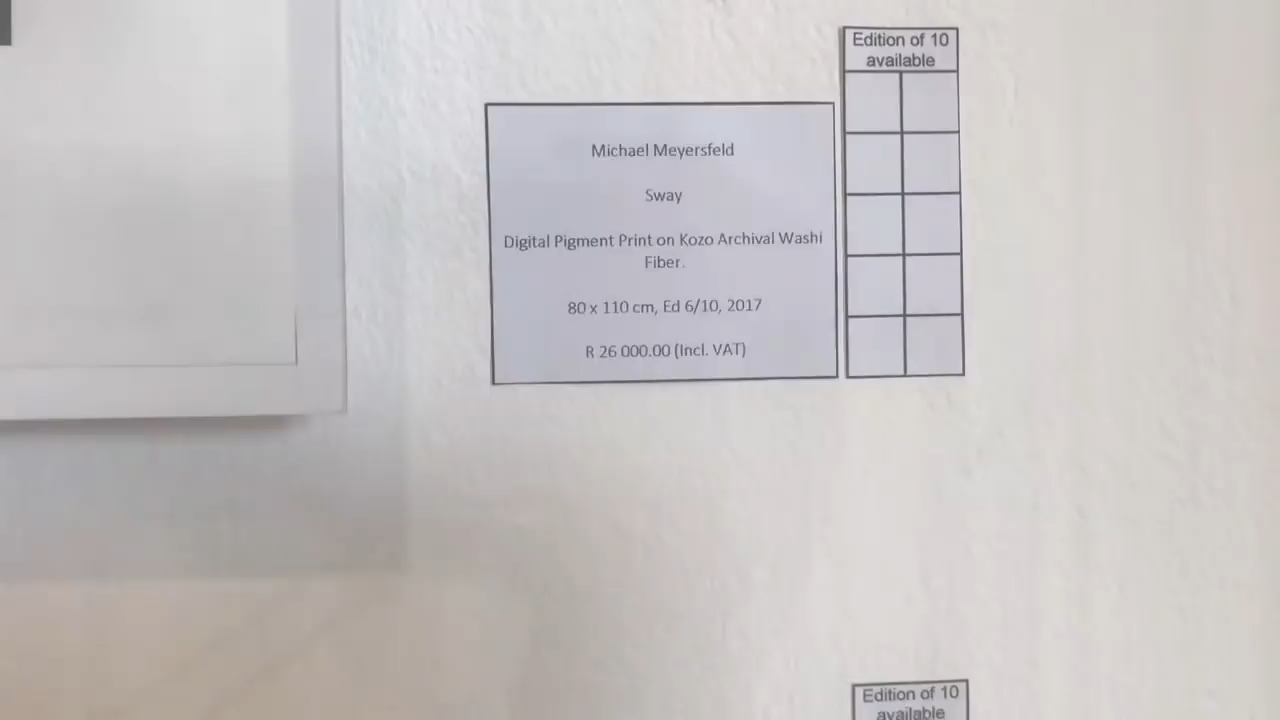 Edition of 10
available
Michael Meyersfeld
Sway
Digital Pigment Print on Kozo Archival Washi
Fiber.
80 x 110 cm, Ed 6/10, 2017
R 26 000.00 (Incl. VAT)
Edition of 10
available